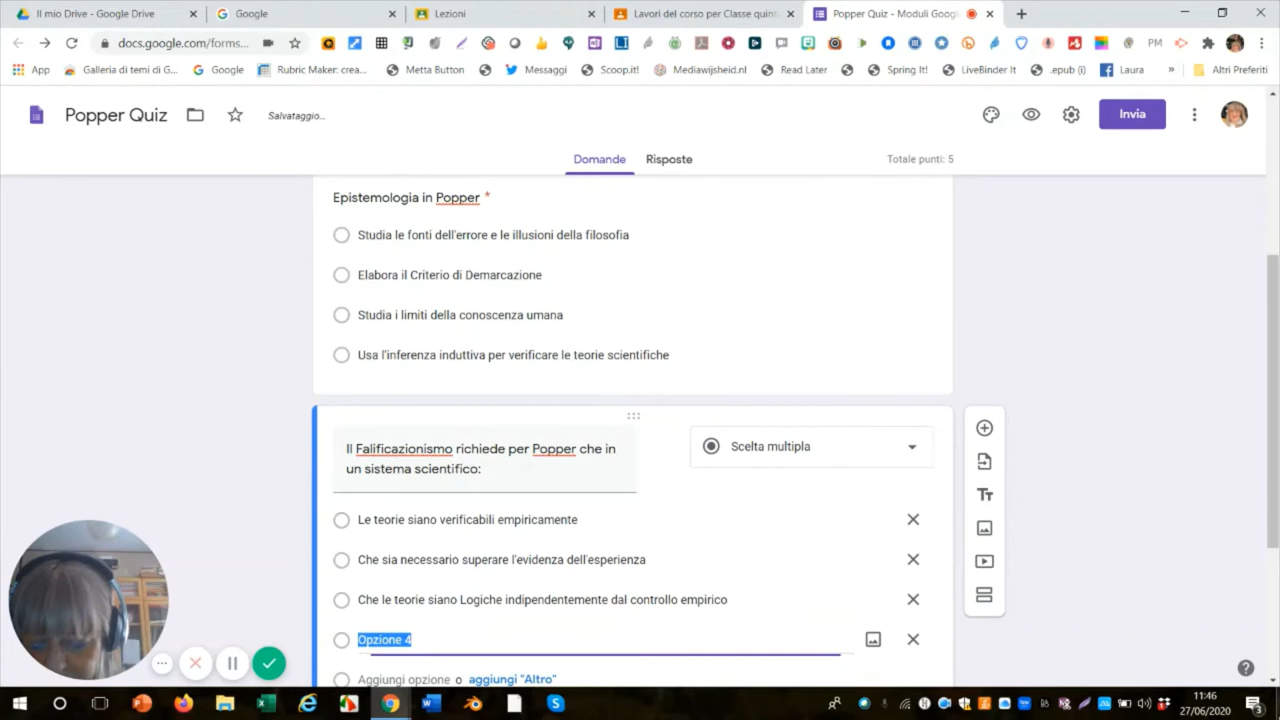 Il mio Drive - Google Drive
Google
Lezioni
Lavori del corso per Classe quint
Popper Quiz - Moduli Goog
docs.google.com/forms...
PM
App
Galleria di temi di G...
Google
Rubric Maker: crea...
Metta Button
Messaggi
Scoop.it!
Mediawijsheid.nl
Read Later
Spring It!
LiveBinder It
.epub (i)
Laura
»
Altri Preferiti
Popper Quiz
Salvataggio...
Invia
Domande
Risposte
Totale punti: 5
Epistemologia in Popper *
Studia le fonti dell'errore e le illusioni della filosofia
Elabora il Criterio di Demarcazione
Studia i limiti della conoscenza umana
Usa l'inferenza induttiva per verificare le teorie scientifiche
Il Falificazionismo richiede per Popper che in
un sistema scientifico:
Scelta multipla
Le teorie siano verificabili empiricamente
Che sia necessario superare l'evidenza dell'esperienza
Che le teorie siano Logiche indipendentemente dal controllo empirico
Opzione 4
Aggiungi opzione o aggiungi "Altro"
11:46
27/06/2020
3